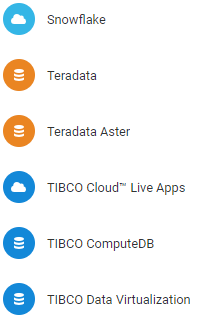 Snowflake
Teradata
Teradata Aster
TIBCO Cloud™ Live Apps
TIBCO ComputeDB
TIBCO Data Virtualization